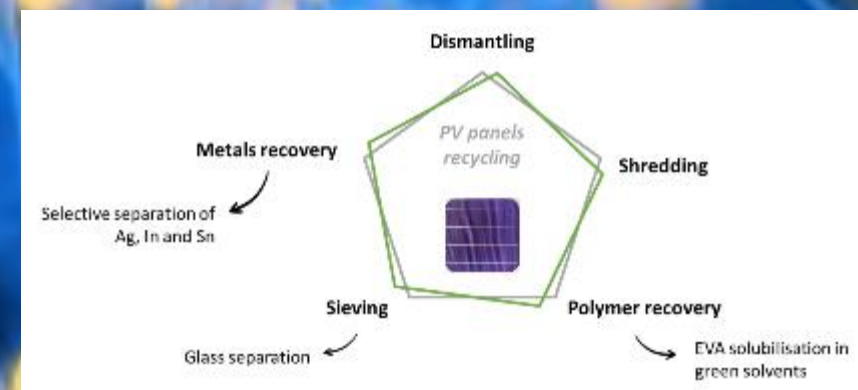 Dismantling
PV panels
recycling
Metals recovery
Shredding
Selective separation of
Ag, In and Sn
Sieving
Polymer recovery
Glass separation
EVA solubilisation in
green solvents